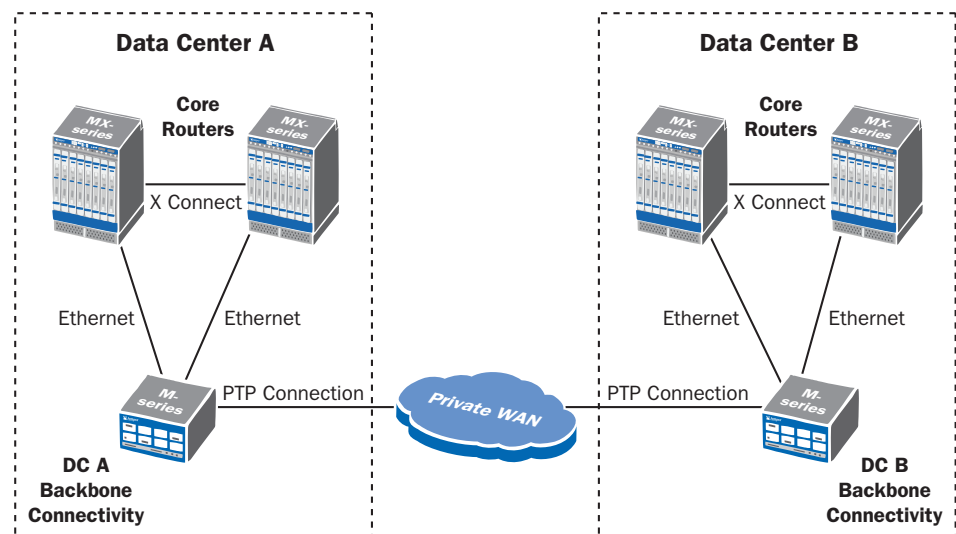 Data Center A
Core
Routers
MX-
series
MX-
series
X Connect
Ethernet
Ethernet
M-
series
PTP Connection
DC A
Backbone
Connectivity
Private WAN
Data Center B
Core
Routers
MX-
series
MX-
series
X Connect
Ethernet
Ethernet
PTP Connection
M-
series
DC B
Backbone
Connectivity